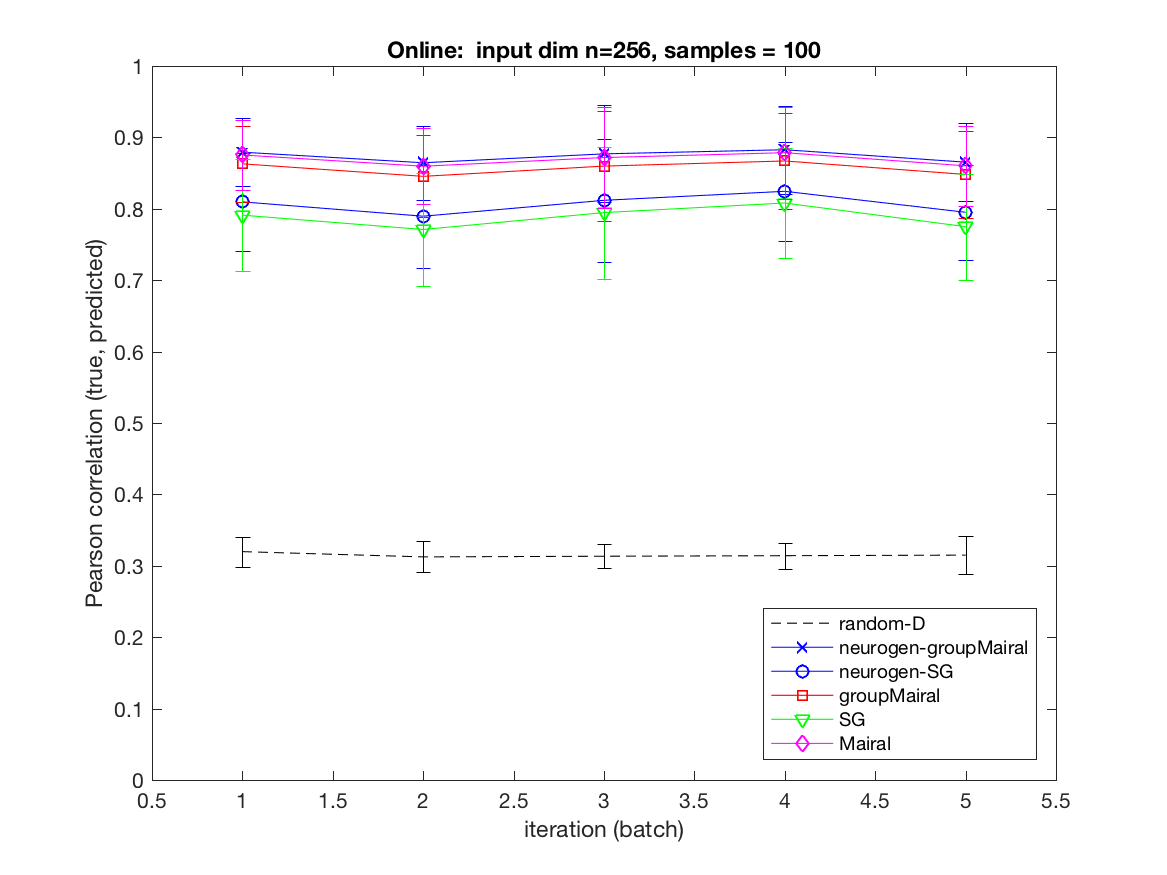 Online:  input dim n=256, samples = 100
1
0.9
0.8
0.7
0.6
0.5
0.4
0.3
0.2
0.1
0
Pearson correlation (true, predicted)
random-D
neurogen-groupMairal
neurogen-SG
groupMairal
SG
Mairal
0.5 1 1.5 2 2.5 3 3.5 4 4.5 5 5.5
iteration (batch)